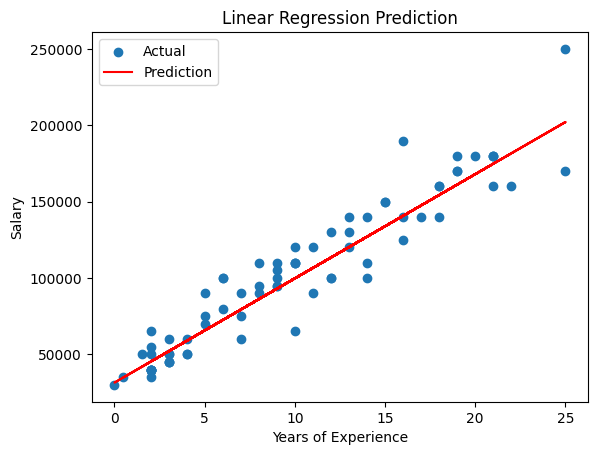 Linear Regression Prediction
Actual
Prediction
250000
200000
150000
100000
50000
Salary
0 5 10 15 20 25
Years of Experience